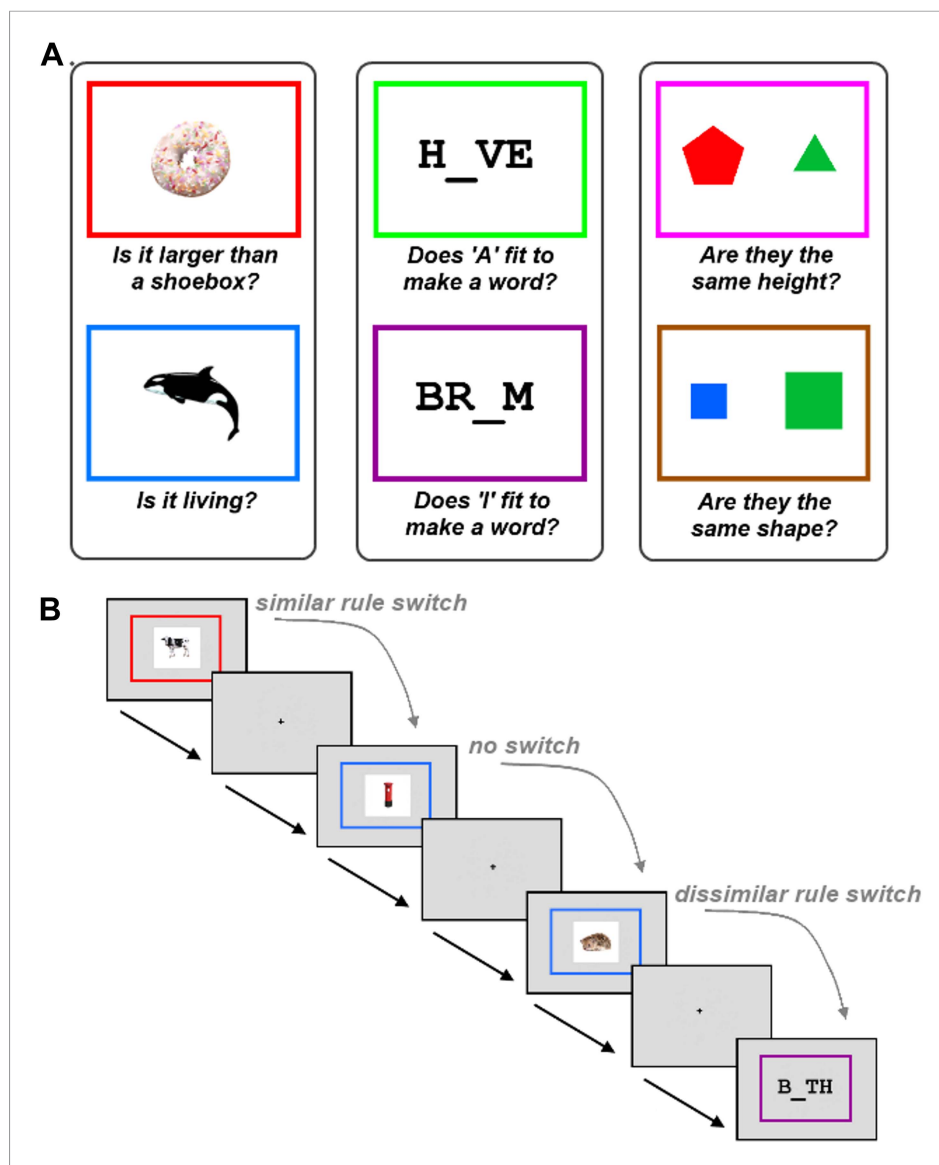 A
H_VE
Is it larger than
a shoebox?
Does 'A' fit to
make a word?
Are they the
same height?
BR_M
Is it living?
Does 'I' fit to
make a word?
Are they the
same shape?
B
similar rule switch
no switch
dissimilar rule switch
B_TH